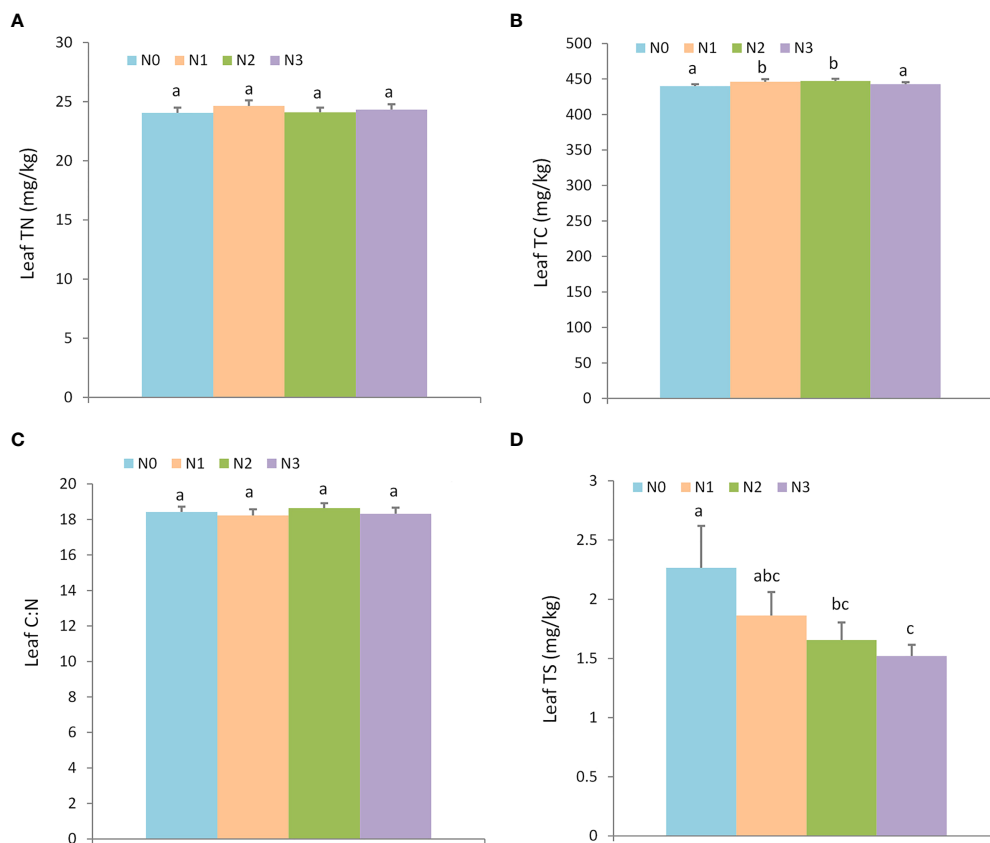 A
N0 N1 N2 N3
30
25
20
15
10
5
0
Leaf TN (mg/kg)
a a a a
B
N0 N1 N2 N3
500
450
400
350
300
250
200
150
100
50
0
Leaf TC (mg/kg)
a b b a
C
N0 N1 N2 N3
20
18
16
14
12
10
8
6
4
2
0
Leaf C:N
a a a a
D
N0 N1 N2 N3
3
2.5
2
1.5
1
0.5
0
Leaf TS (mg/kg)
a abc bc c